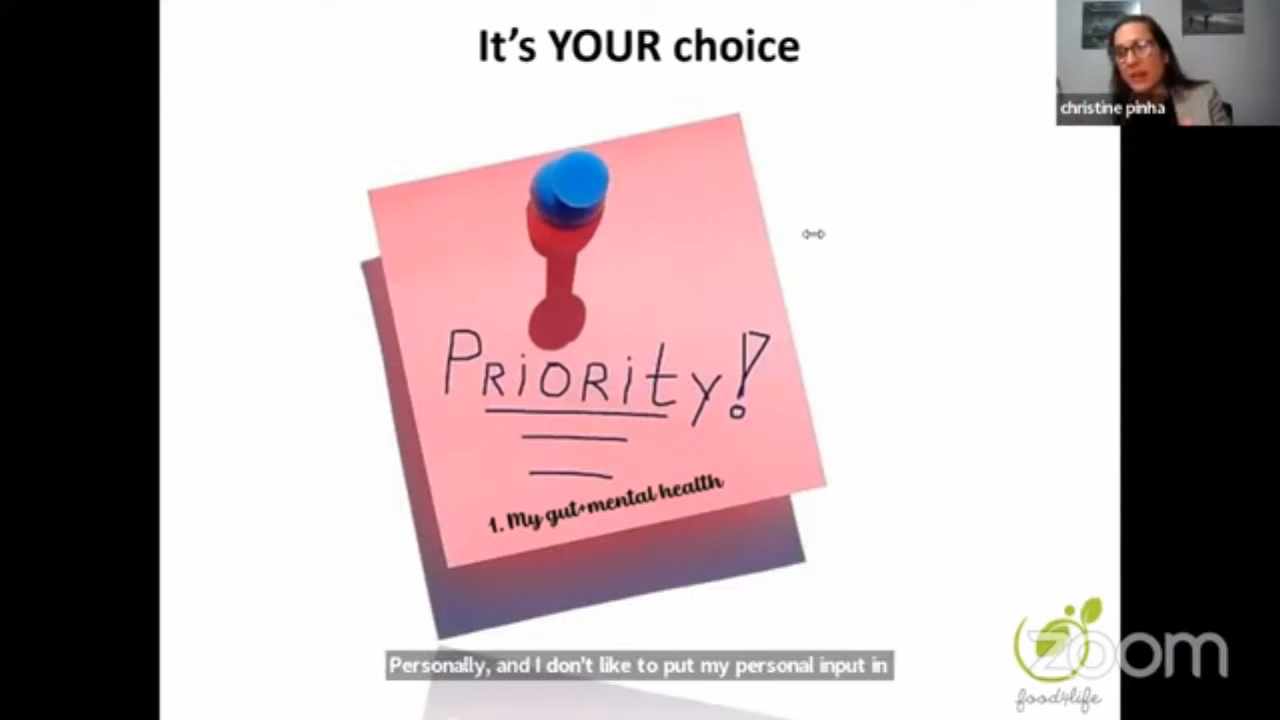 It's YOUR choice
christine pinha
PRiORity!
1. My gut+mental health
Personally, and I don't like to put my personal input in
zoom
food4life